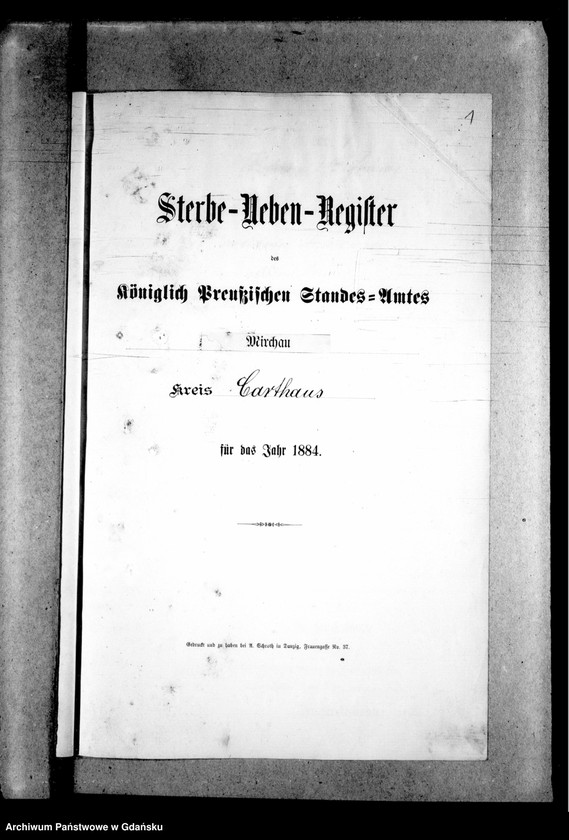 1
Sterbe-Neben-Register
des
Königlich Preußischen Standes-Amtes
Mirchau
Kreis Carthaus
für das Jahr 1884.
Gedruckt und zu haben bei A. Schroth in Danzig, Frauengasse No. 37.
Archiwum Państwowe w Gdańsku